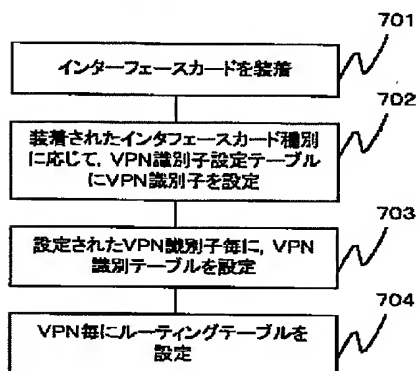 701
インターフェースカードを装着
702
装着されたインタフェースカード種別
に応じて、VPN識別子設定テーブル
にVPN識別子を設定
703
設定されたVPN識別子毎に、VPN
識別テーブルを設定
704
VPN毎にルーティングテーブルを
設定